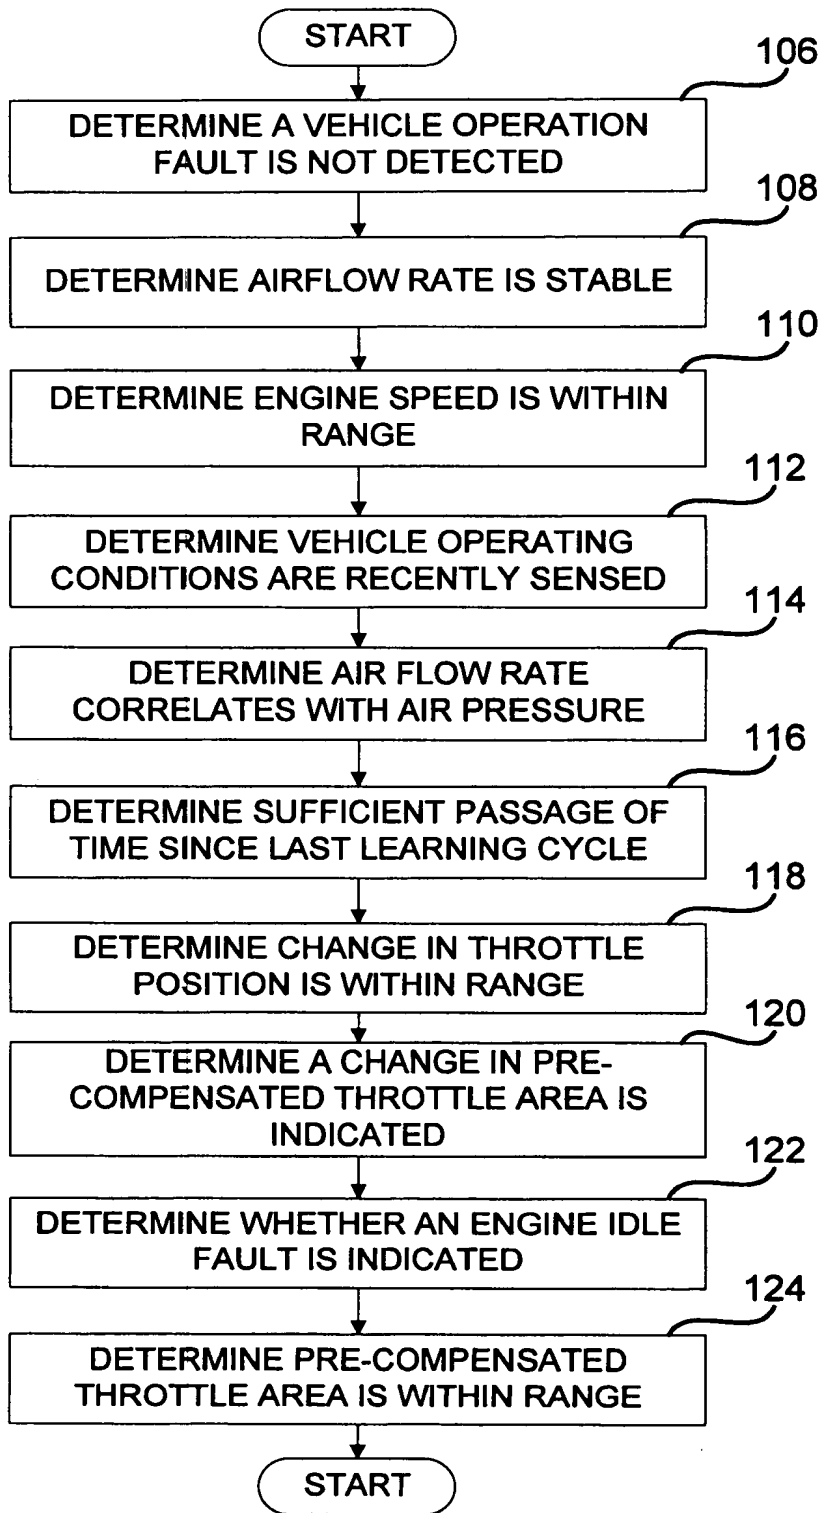 START
106
DETERMINE A VEHICLE OPERATION
FAULT IS NOT DETECTED
108
DETERMINE AIRFLOW RATE IS STABLE
110
DETERMINE ENGINE SPEED IS WITHIN
RANGE
112
DETERMINE VEHICLE OPERATING
CONDITIONS ARE RECENTLY SENSED
114
DETERMINE AIR FLOW RATE
CORRELATES WITH AIR PRESSURE
116
DETERMINE SUFFICIENT PASSAGE OF
TIME SINCE LAST LEARNING CYCLE
118
DETERMINE CHANGE IN THROTTLE
POSITION IS WITHIN RANGE
120
DETERMINE A CHANGE IN PRE-
COMPENSATED THROTTLE AREA IS
INDICATED
122
DETERMINE WHETHER AN ENGINE IDLE
FAULT IS INDICATED
124
DETERMINE PRE-COMPENSATED
THROTTLE AREA IS WITHIN RANGE
START